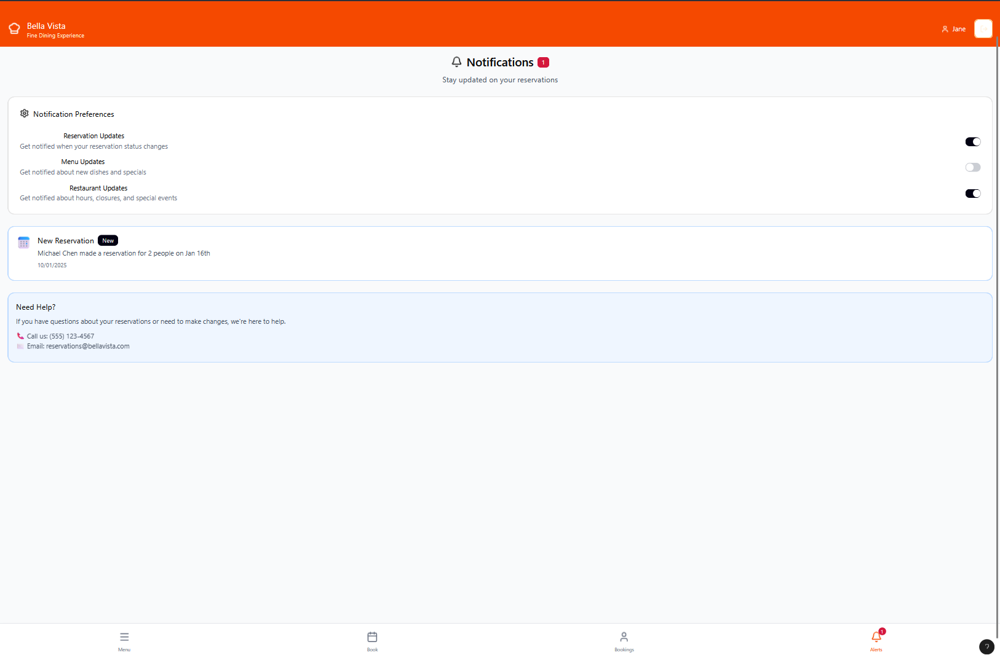 Bella Vista
Fine Dining Experience
Jane
Notifications 1
Stay updated on your reservations
Notification Preferences
Reservation Updates
Get notified when your reservation status changes
Menu Updates
Get notified about new dishes and specials
Restaurant Updates
Get notified about hours, closures, and special events
New Reservation New
Michael Chen made a reservation for 2 people on Jan 16th
10/01/2025
Need Help?
If you have questions about your reservations or need to make changes, we're here to help.
Call us: (555) 123-4567
Email: reservations@bellavista.com
Menu
Book
Bookings
1
Alerts
?